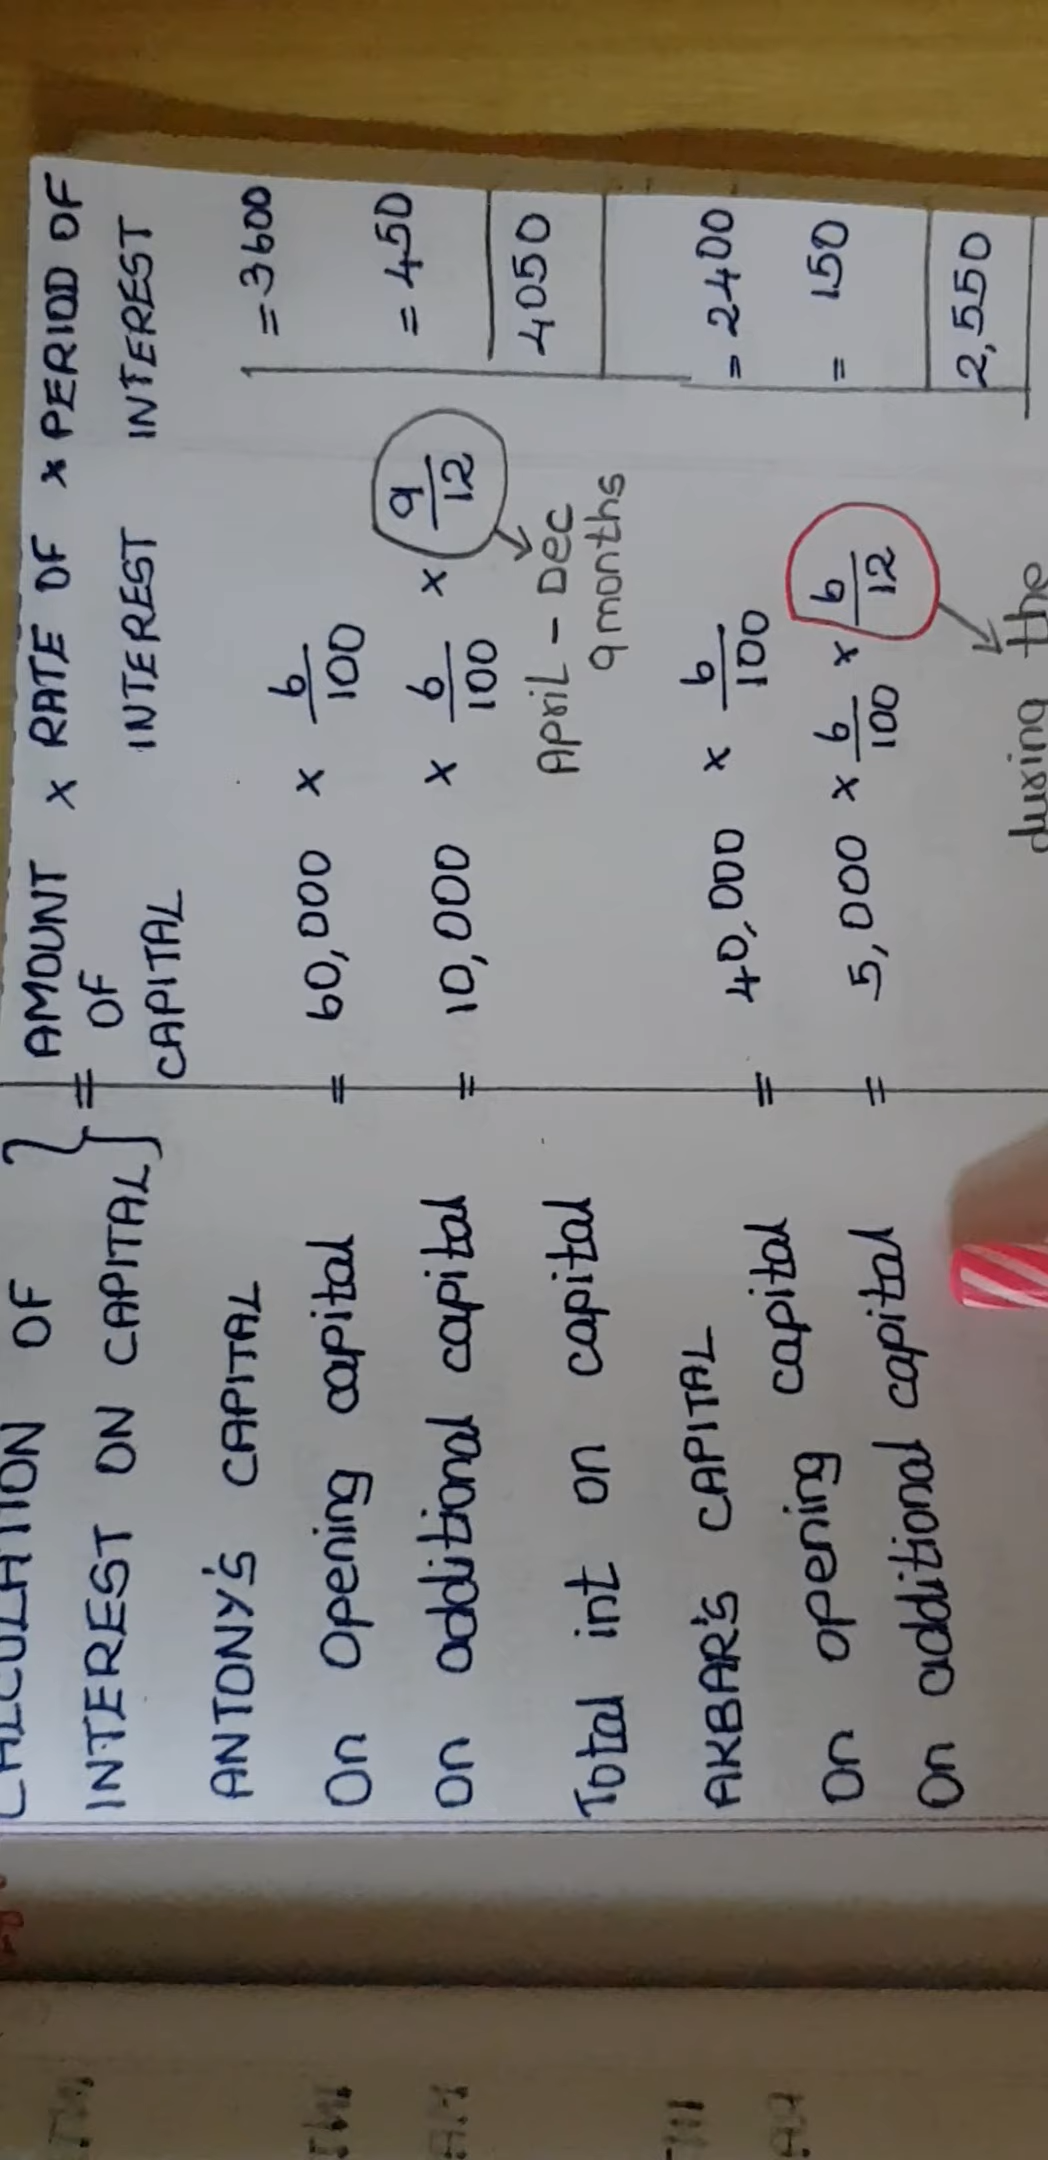 CALCULATION OF
INTEREST ON CAPITAL } = AMOUNT OF CAPITAL × RATE OF INTEREST × PERIOD OF INTEREST
ANTONY'S CAPITAL
On opening capital = 60,000 × 6/100 = 3600
On additional capital = 10,000 × 6/100 × 9/12 = 450
April - Dec
9 months
Total int on capital 4050
AKBAR'S CAPITAL
On opening capital = 40,000 × 6/100 = 2400
On additional capital = 5,000 × 6/100 × 6/12 = 150
2,550
during the